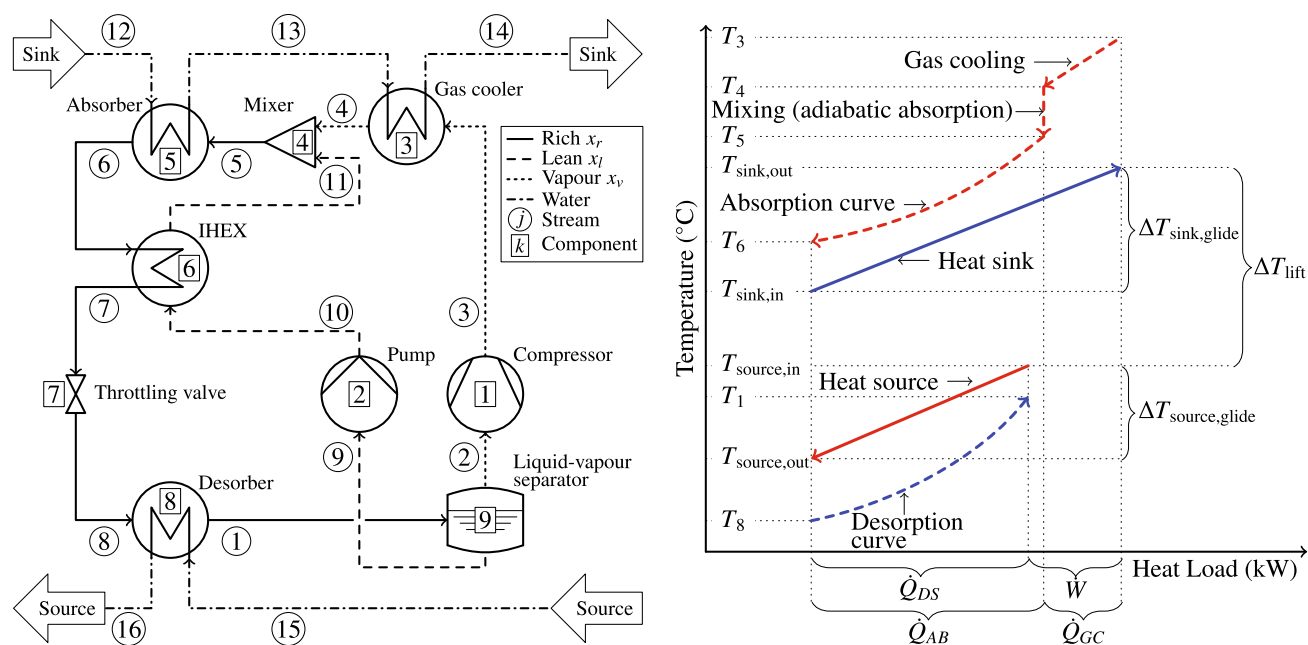 12
13
14
Sink
Sink
Absorber
Mixer
Gas cooler
4
3
4
5
6
5
11
Rich x_r
Lean x_l
Vapour x_v
Water
j Stream
k Component
IHEX
6
7
10
3
Pump
Compressor
7
Throttling valve
2
1
9
2
Liquid-vapour
separator
Desorber
8
9
8
1
Source
Source
16
15
Temperature (°C)
T_3
Gas cooling
T_4
Mixing (adiabatic absorption)
T_5
T_sink,out
Absorption curve
ΔT_sink,glide
T_6
Heat sink
ΔT_lift
T_sink,in
T_source,in
Heat source
T_1
ΔT_source,glide
T_source,out
T_8
Desorption
curve
Heat Load (kW)
Q̇_DS
Ẇ
Q̇_AB
Q̇_GC